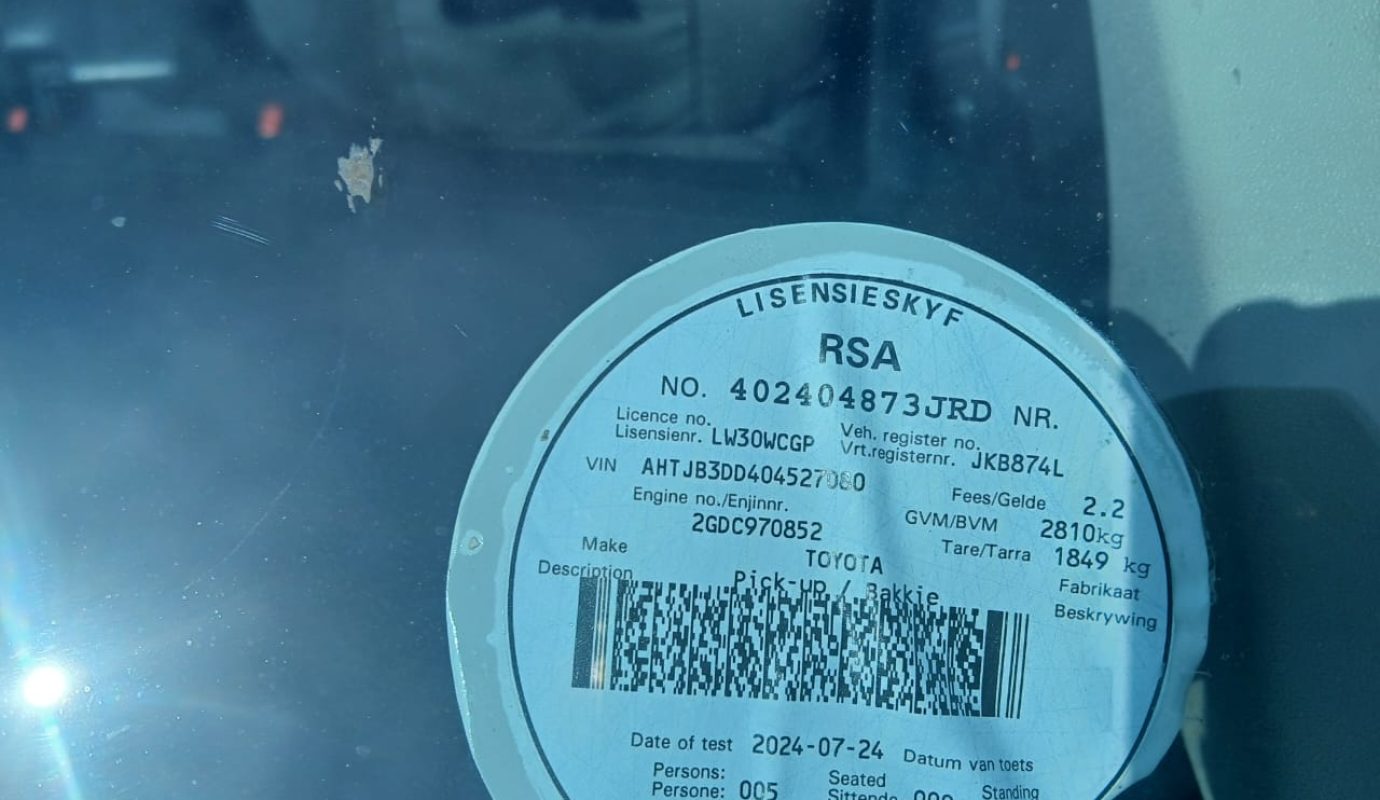 LISENSIESKYF
RSA
NO. 402404873JRD NR.
Licence no. Veh. register no.
Lisensienr. LW30WCGP Vrt.registernr. JKB874L
VIN AHTJB3DD404527080
Engine no./Enjinnr. Fees/Gelde 2.2
2GDC970852 GVM/BVM 2810kg
Tare/Tarra 1849 kg
Make TOYOTA Fabrikaat
Description Pick-up / Bakkie Beskrywing
Date of test 2024-07-24 Datum van toets
Persons: Seated Standing
Persone: 005 Sittende 000